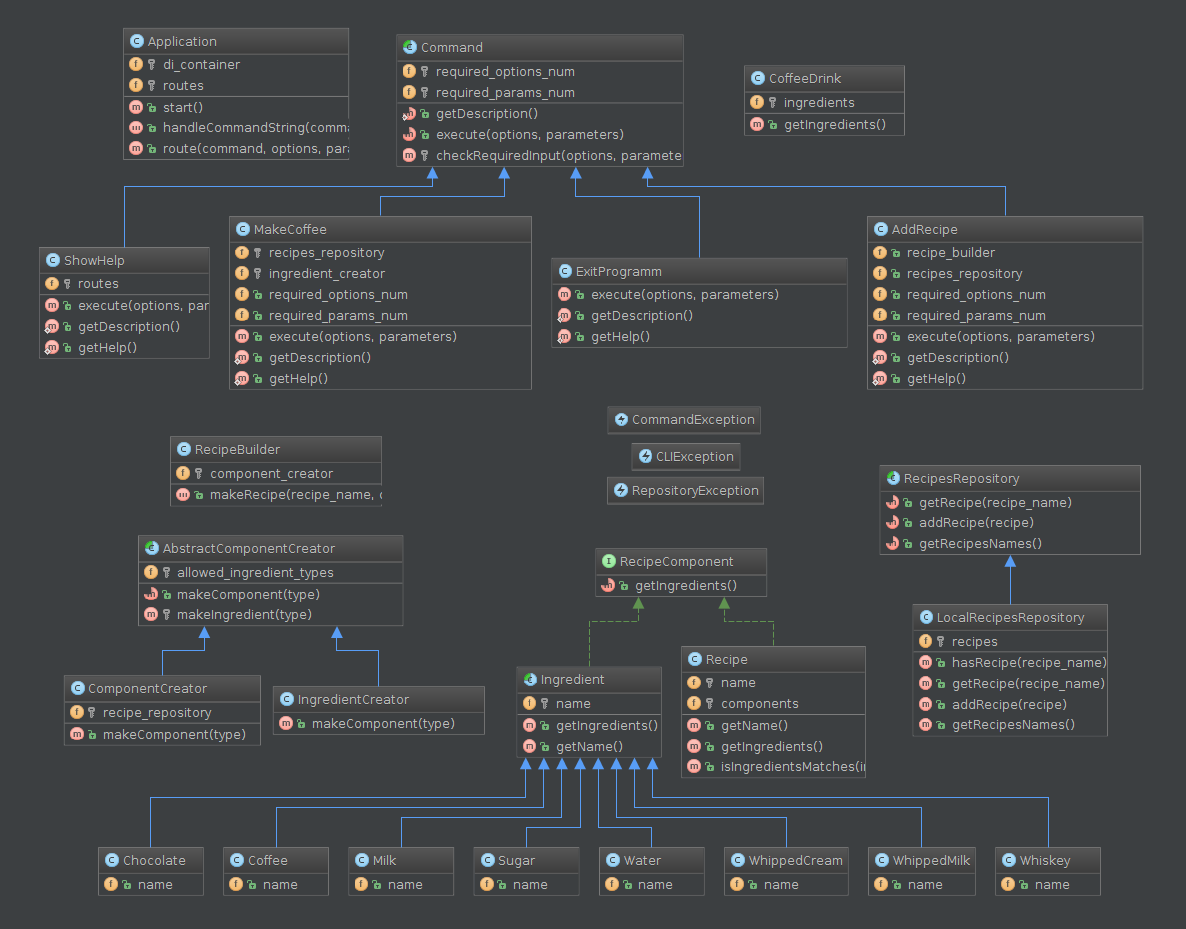 Application
di_container
routes
start()
handleCommandString(comma
route(command, options, par
Command
required_options_num
required_params_num
getDescription()
execute(options, parameters)
checkRequiredInput(options, paramete
CoffeeDrink
ingredients
getIngredients()
ShowHelp
routes
execute(options, par
getDescription()
getHelp()
MakeCoffee
recipes_repository
ingredient_creator
required_options_num
required_params_num
execute(options, parameters)
getDescription()
getHelp()
ExitProgramm
execute(options, parameters)
getDescription()
getHelp()
AddRecipe
recipe_builder
recipes_repository
required_options_num
required_params_num
execute(options, parameters)
getDescription()
getHelp()
CommandException
CLIException
RepositoryException
RecipeBuilder
component_creator
makeRecipe(recipe_name, c
RecipesRepository
getRecipe(recipe_name)
addRecipe(recipe)
getRecipesNames()
AbstractComponentCreator
allowed_ingredient_types
makeComponent(type)
makeIngredient(type)
RecipeComponent
getIngredients()
LocalRecipesRepository
recipes
hasRecipe(recipe_name)
getRecipe(recipe_name)
addRecipe(recipe)
getRecipesNames()
ComponentCreator
recipe_repository
makeComponent(type)
IngredientCreator
makeComponent(type)
Ingredient
name
getIngredients()
getName()
Recipe
name
components
getName()
getIngredients()
isIngredientsMatches(in
Chocolate
name
Coffee
name
Milk
name
Sugar
name
Water
name
WhippedCream
name
WhippedMilk
name
Whiskey
name